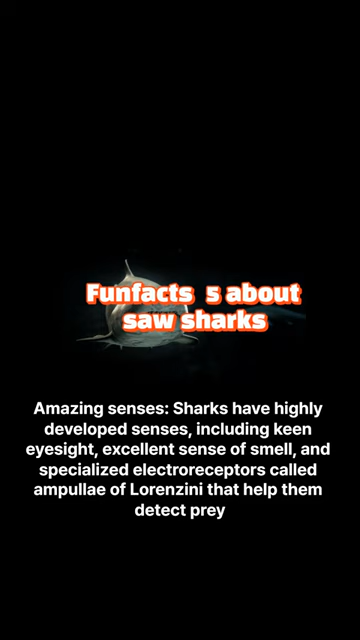 Funfacts 5 about
saw sharks
Amazing senses: Sharks have highly
developed senses, including keen
eyesight, excellent sense of smell, and
specialized electroreceptors called
ampullae of Lorenzini that help them
detect prey